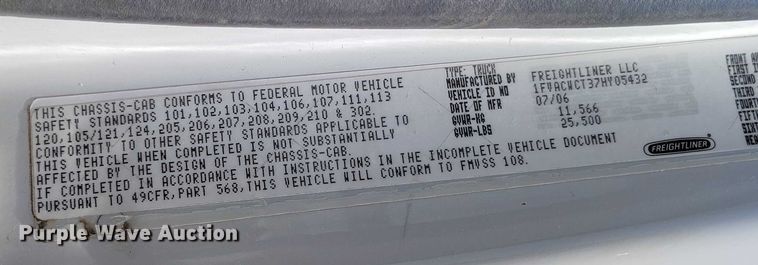 THIS CHASSIS-CAB CONFORMS TO FEDERAL MOTOR VEHICLE
SAFETY STANDARDS 101, 102, 103, 104, 106, 107, 111, 113
120, 105/121, 124, 205, 206, 207, 208, 209, 210 & 302.
CONFORMITY TO OTHER SAFETY STANDARDS APPLICABLE TO
THIS VEHICLE WHEN COMPLETED IS NOT SUBSTANTIALLY
AFFECTED BY THE DESIGN OF THE CHASSIS-CAB.
IF COMPLETED IN ACCORDANCE WITH INSTRUCTIONS IN THE INCOMPLETE VEHICLE DOCUMENT
PURSUANT TO 49CFR, PART 568, THIS VEHICLE WILL CONFORM TO FMVSS 108.
TYPE: TRUCK
MANUFACTURED BY FREIGHTLINER LLC
VEHICLE ID NO 1FVACWCT37HY05432
DATE OF MFG 07/06
GVWR-KG 11,566
GVWR-LBS 25,500
FREIGHTLINER
FRONT
FIRST
SECOND
THIRD
FOURTH
FIFTH
Purple Wave Auction